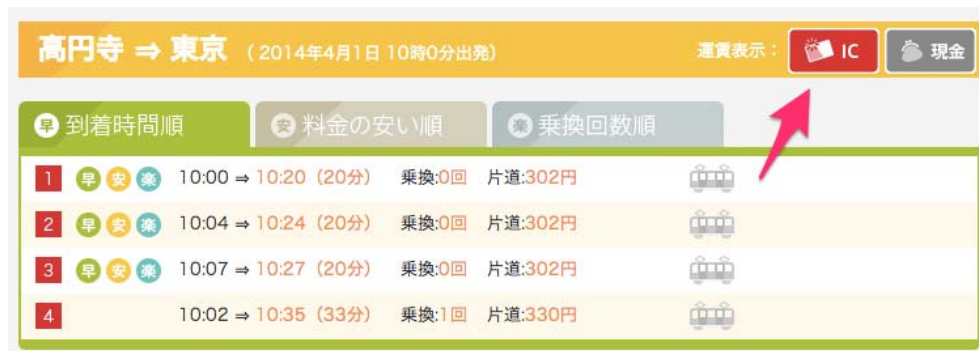 高円寺 ⇒ 東京 （2014年4月1日 10時0分出発） 運賃表示： IC 現金
早 到着時間順 安 料金の安い順 楽 乗換回数順
1 早 安 楽 10:00 ⇒ 10:20（20分） 乗換:0回 片道:302円
2 早 安 楽 10:04 ⇒ 10:24（20分） 乗換:0回 片道:302円
3 早 安 楽 10:07 ⇒ 10:27（20分） 乗換:0回 片道:302円
4 10:02 ⇒ 10:35（33分） 乗換:1回 片道:330円